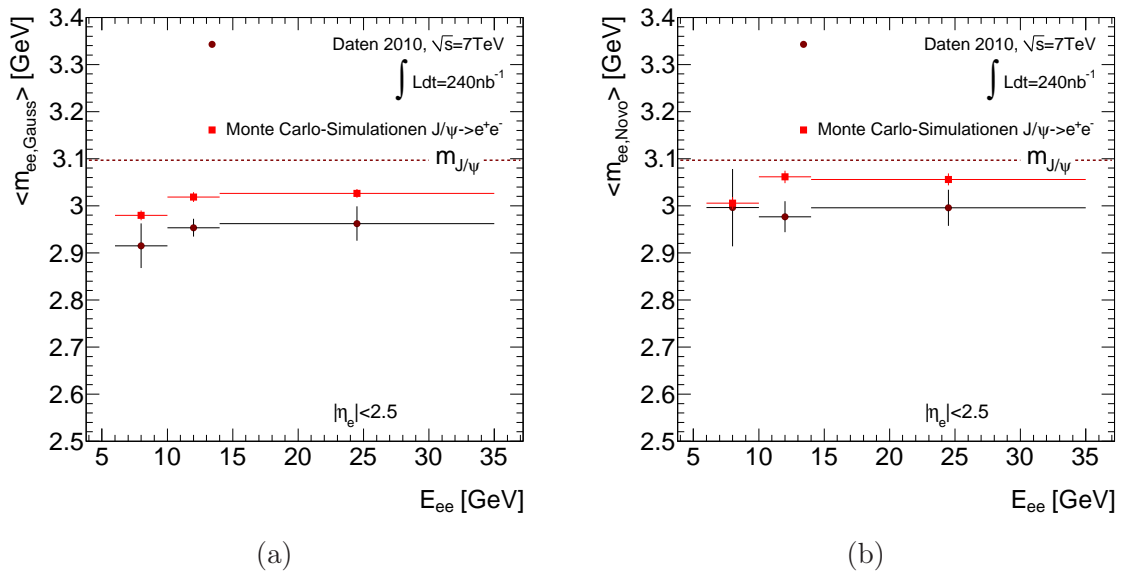 <m_ee,Gauss> [GeV]
3.4
3.3
3.2
3.1
3
2.9
2.8
2.7
2.6
2.5
Daten 2010, √s=7TeV
∫ Ldt=240nb⁻¹
Monte Carlo-Simulationen J/ψ->e⁺e⁻
m_J/ψ
|η_e|<2.5
5 10 15 20 25 30 35
E_ee [GeV]
(a)
<m_ee,Novo> [GeV]
3.4
3.3
3.2
3.1
3
2.9
2.8
2.7
2.6
2.5
Daten 2010, √s=7TeV
∫ Ldt=240nb⁻¹
Monte Carlo-Simulationen J/ψ->e⁺e⁻
m_J/ψ
|η_e|<2.5
5 10 15 20 25 30 35
E_ee [GeV]
(b)